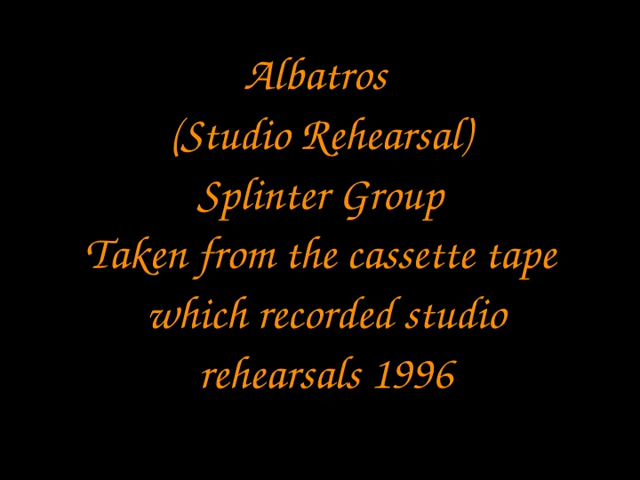 Albatros
(Studio Rehearsal)
Splinter Group
Taken from the cassette tape
which recorded studio
rehearsals 1996